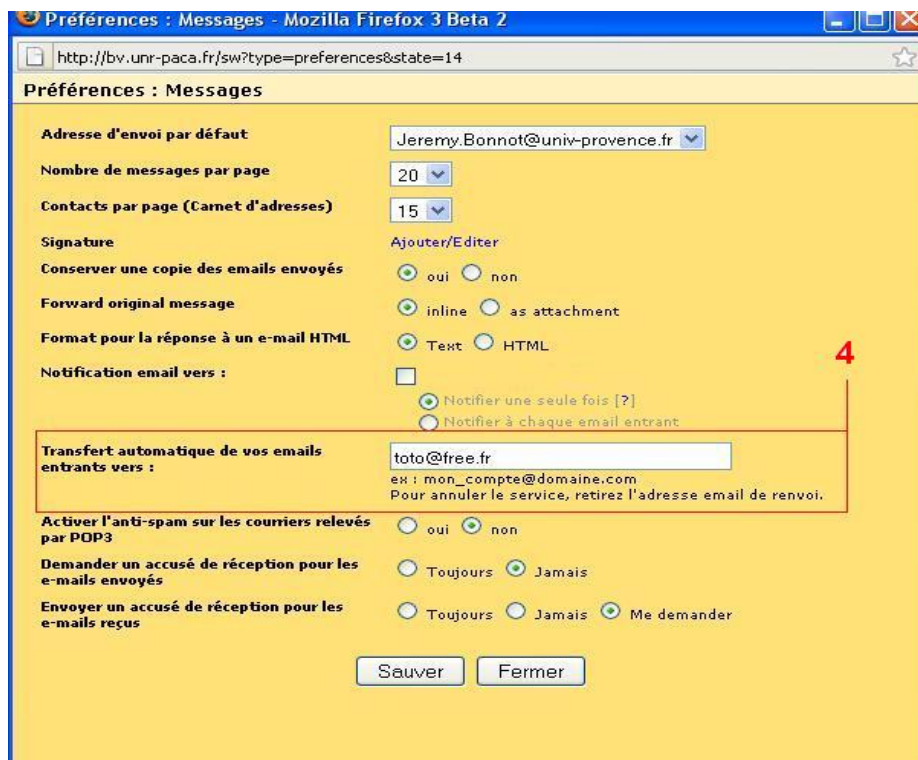 Préférences : Messages - Mozilla Firefox 3 Beta 2
http://bv.unr-paca.fr/sw?type=preferences&state=14
Préférences : Messages
Adresse d'envoi par défaut
Jeremy.Bonnot@univ-provence.fr
Nombre de messages par page
20
Contacts par page (Carnet d'adresses)
15
Signature
Ajouter/Editer
Conserver une copie des emails envoyés
oui non
Forward original message
inline as attachment
Format pour la réponse à un e-mail HTML
Text HTML
4
Notification email vers :
Notifier une seule fois [?]
Notifier à chaque email entrant
Transfert automatique de vos emails
entrants vers :
toto@free.fr
ex : mon_compte@domaine.com
Pour annuler le service, retirez l'adresse email de renvoi.
Activer l'anti-spam sur les courriers relevés
par POP3
oui non
Demander un accusé de réception pour les
e-mails envoyés
Toujours Jamais
Envoyer un accusé de réception pour les
e-mails reçus
Toujours Jamais Me demander
Sauver Fermer